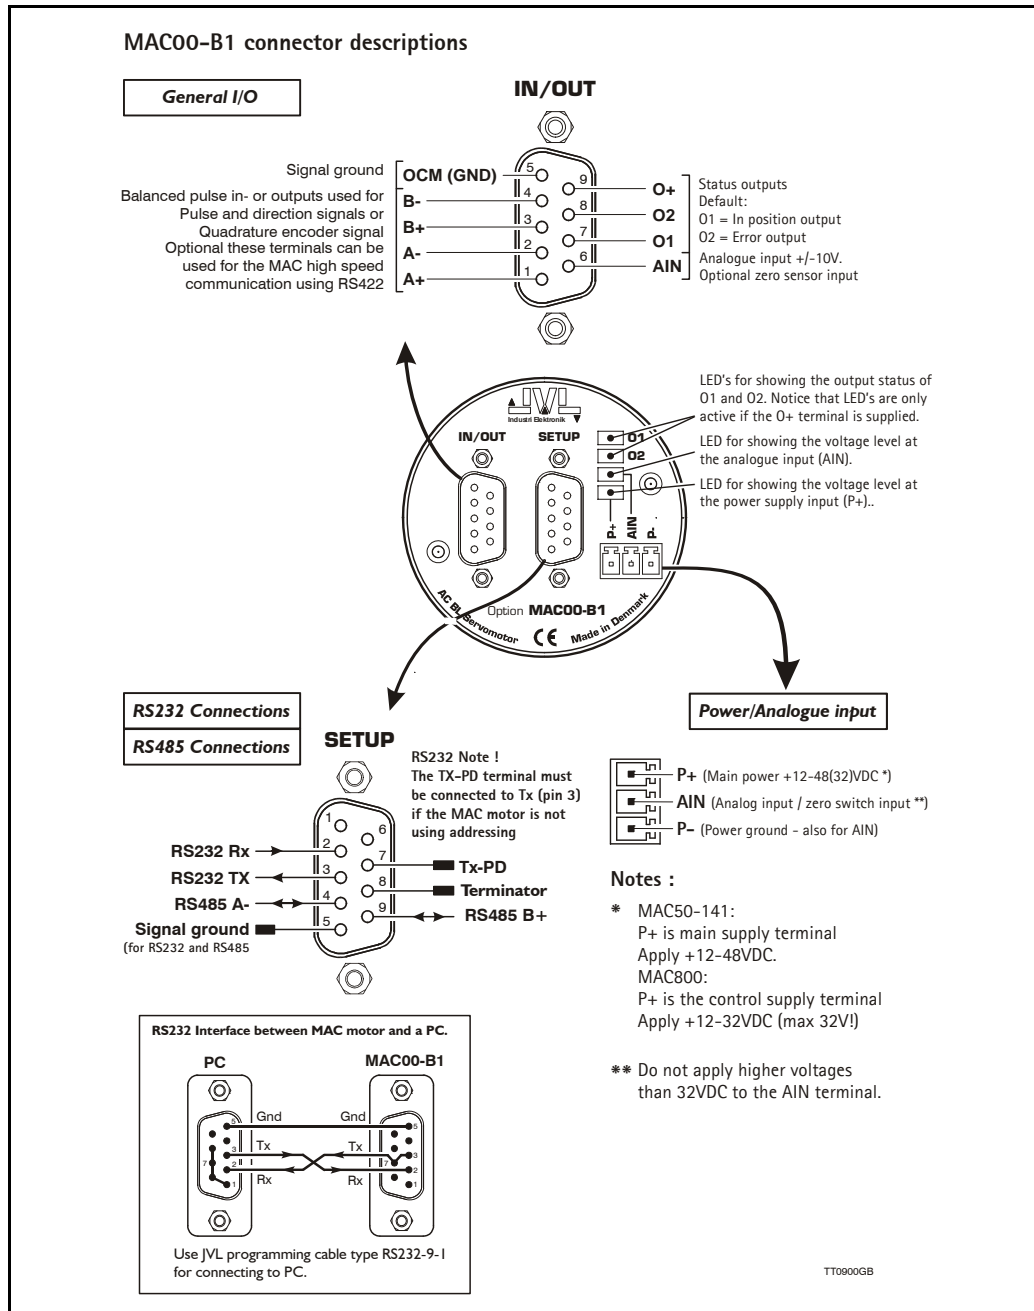 MAC00-B1 connector descriptions
General I/O
IN/OUT
Signal ground
OCM (GND)
Balanced pulse in- or outputs used for
Pulse and direction signals or
Quadrature encoder signal
Optional these terminals can be
used for the MAC high speed
communication using RS422
B-
B+
A-
A+
5
4
3
2
1
9
8
7
6
O+
O2
O1
AIN
Status outputs
Default:
O1 = In position output
O2 = Error output
Analogue input +/-10V.
Optional zero sensor input
JVL
Industri Elektronik
IN/OUT
SETUP
O1
O2
P+
AIN
P-
Option MAC00-B1
AC BL Servomotor
CE
Made in Denmark
LED's for showing the output status of
O1 and O2. Notice that LED's are only
active if the O+ terminal is supplied.
LED for showing the voltage level at
the analogue input (AIN).
LED for showing the voltage level at
the power supply input (P+)..
RS232 Connections
RS485 Connections
SETUP
RS232 Note !
The TX-PD terminal must
be connected to Tx (pin 3)
if the MAC motor is not
using addressing
1
2
3
4
5
6
7
8
9
RS232 Rx
RS232 TX
RS485 A-
Signal ground
(for RS232 and RS485
Tx-PD
Terminator
RS485 B+
Power/Analogue input
P+ (Main power +12-48(32)VDC *)
AIN (Analog input / zero switch input **)
P- (Power ground - also for AIN)
Notes :
* MAC50-141:
P+ is main supply terminal
Apply +12-48VDC.
MAC800:
P+ is the control supply terminal
Apply +12-32VDC (max 32V!)
** Do not apply higher voltages
than 32VDC to the AIN terminal.
RS232 Interface between MAC motor and a PC.
PC
MAC00-B1
Gnd
Gnd
Tx
Tx
Rx
Rx
5
3
7
2
1
5
3
7
2
1
Use JVL programming cable type RS232-9-1
for connecting to PC.
TT0900GB